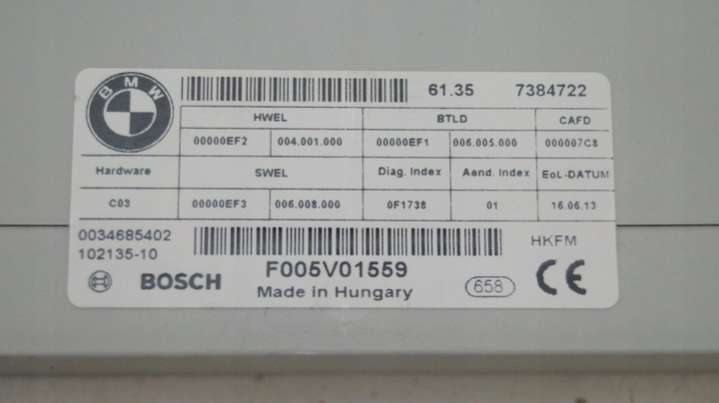 BMW
61.35 7384722
HWEL BTLD CAFD
00000EF2 004.001.000 00000EF1 006.005.000 000007C8
Hardware SWEL Diag. Index Aend. Index EoL-DATUM
C03 00000EF3 006.008.000 0F1738 01 16.06.13
0034685402 HKFM
102135-10
BOSCH F005V01559 CE
Made in Hungary 658